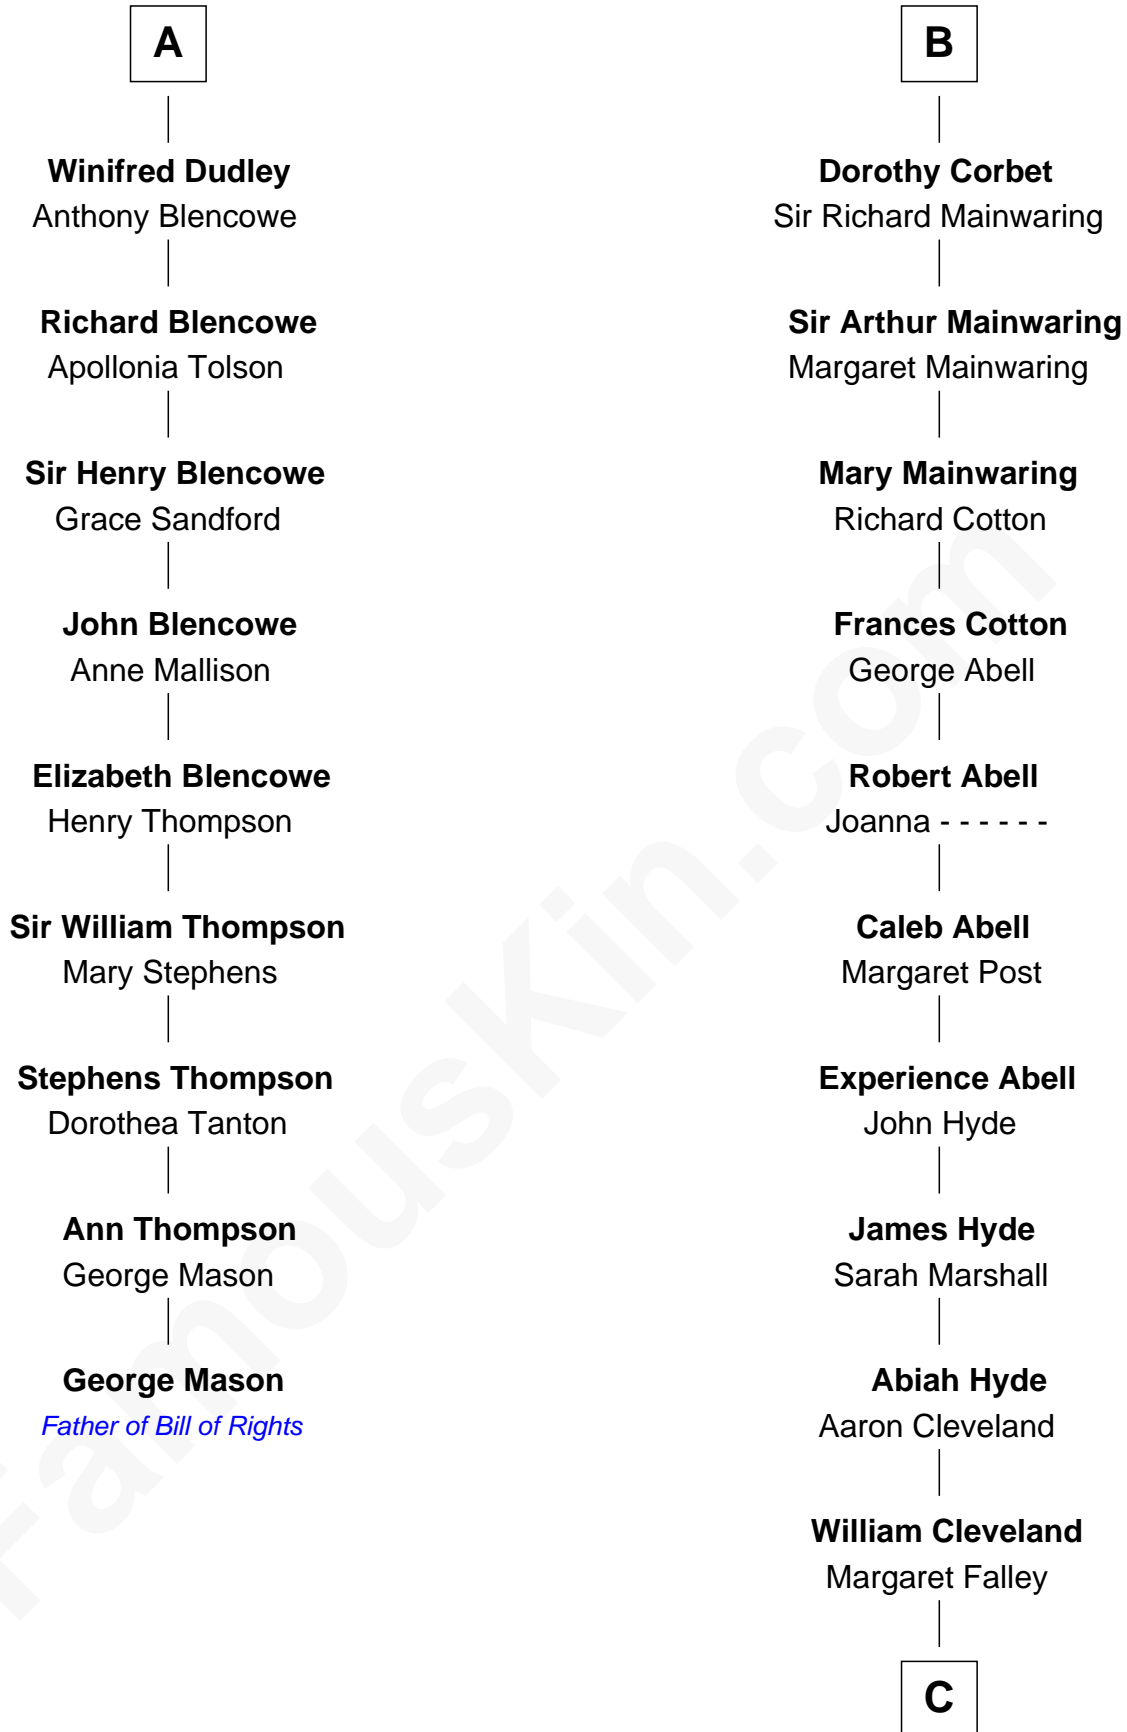 A
Winifred Dudley
Anthony Blencowe
Richard Blencowe
Apollonia Tolson
Sir Henry Blencowe
Grace Sandford
John Blencowe
Anne Mallison
Elizabeth Blencowe
Henry Thompson
Sir William Thompson
Mary Stephens
Stephens Thompson
Dorothea Tanton
Ann Thompson
George Mason
George Mason
Father of Bill of Rights
B
Dorothy Corbet
Sir Richard Mainwaring
Sir Arthur Mainwaring
Margaret Mainwaring
Mary Mainwaring
Richard Cotton
Frances Cotton
George Abell
Robert Abell
Joanna - - - - - -
Caleb Abell
Margaret Post
Experience Abell
John Hyde
James Hyde
Sarah Marshall
Abiah Hyde
Aaron Cleveland
William Cleveland
Margaret Falley
C
FamousKin.com